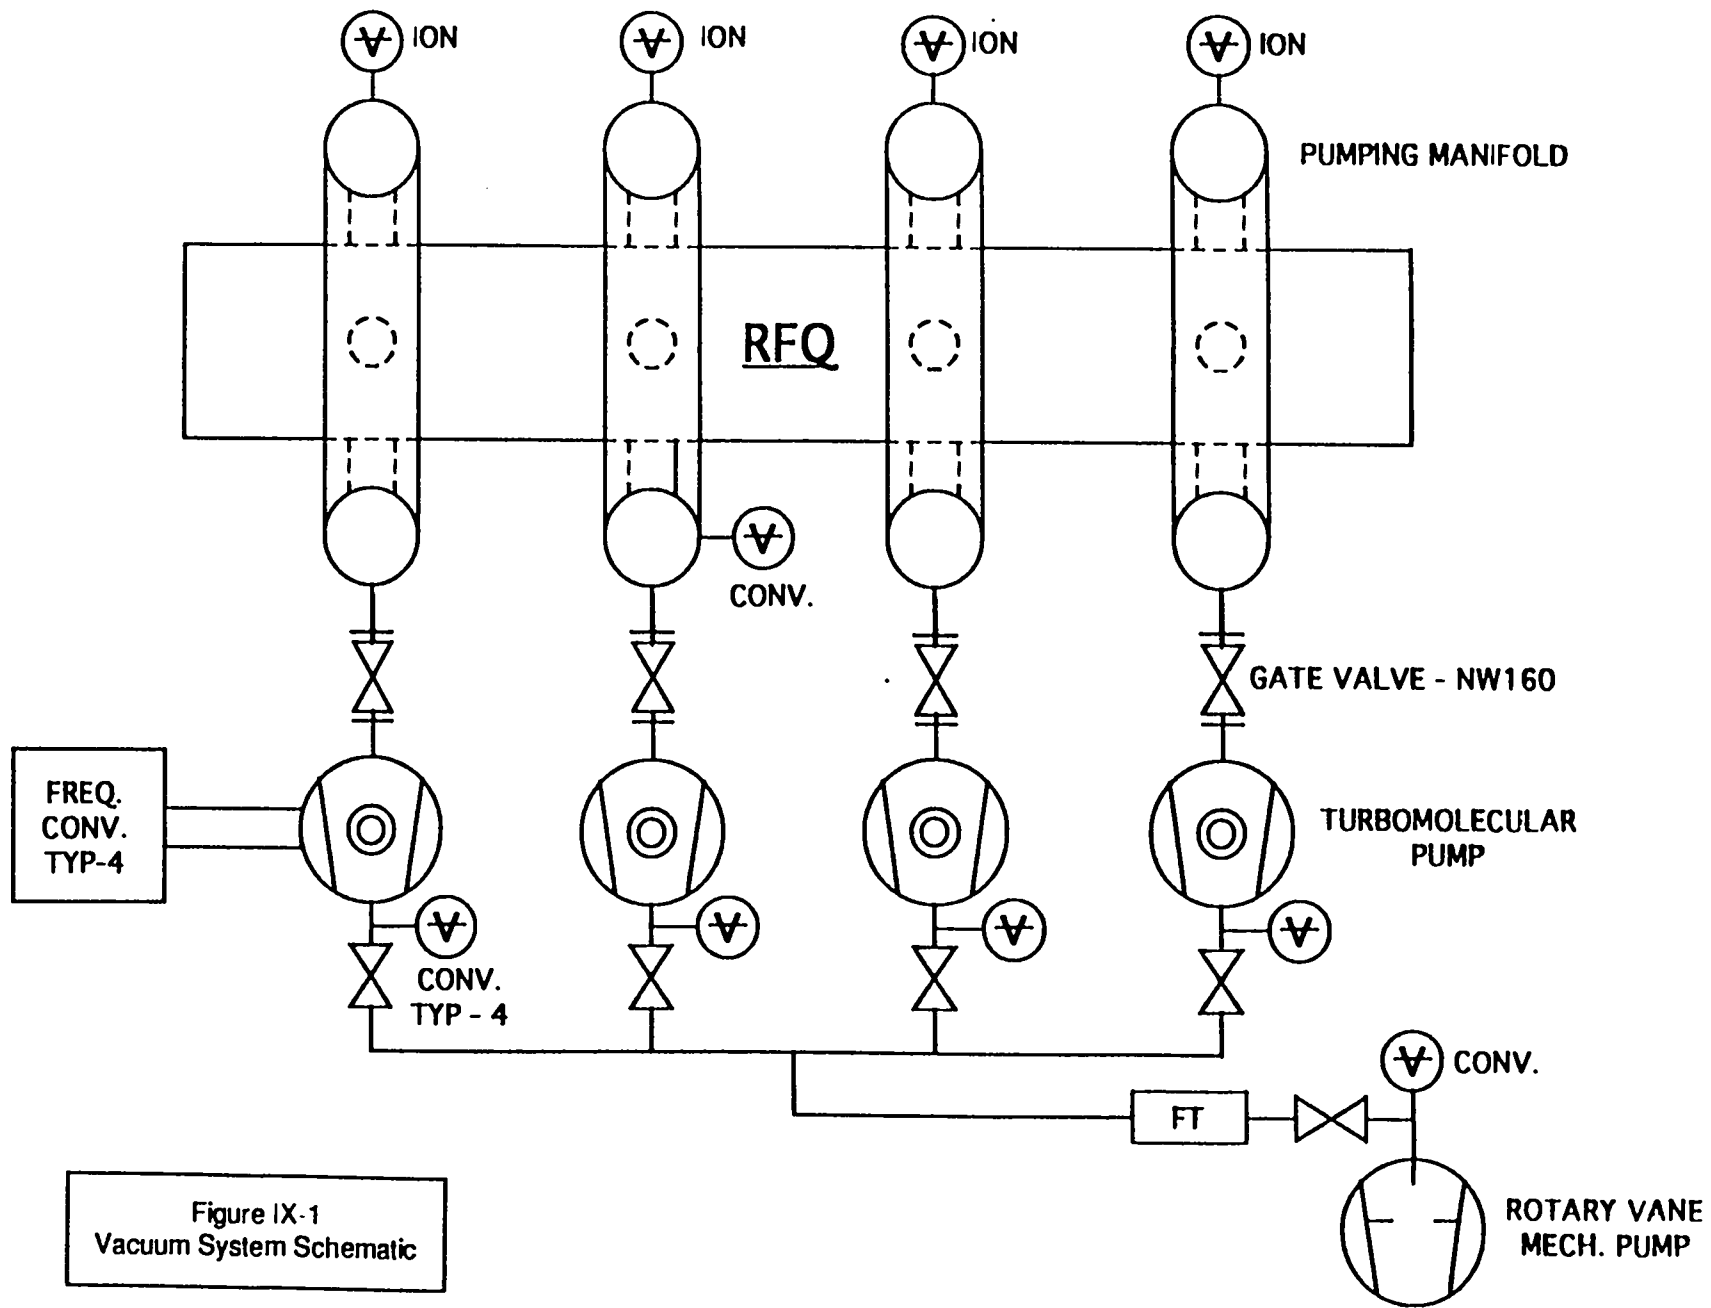 ION
ION
ION
ION
PUMPING MANIFOLD
RFQ
CONV.
GATE VALVE - NW160
FREQ.
CONV.
TYP-4
TURBOMOLECULAR
PUMP
CONV.
TYP - 4
CONV.
FT
Figure IX-1
Vacuum System Schematic
ROTARY VANE
MECH. PUMP